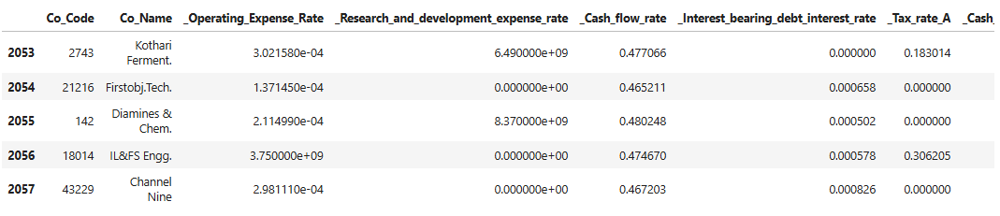 Co_Code Co_Name _Operating_Expense_Rate _Research_and_development_expense_rate _Cash_flow_rate _Interest_bearing_debt_interest_rate _Tax_rate_A _Cash_
2053 2743 Kothari Ferment. 3.021580e-04 6.490000e+09 0.477066 0.000000 0.183014
2054 21216 Firstobj.Tech. 1.371450e-04 0.000000e+00 0.465211 0.000658 0.000000
2055 142 Diamines & Chem. 2.114990e-04 8.370000e+09 0.480248 0.000502 0.000000
2056 18014 IL&FS Engg. 3.750000e+09 0.000000e+00 0.474670 0.000578 0.306205
2057 43229 Channel Nine 2.981110e-04 0.000000e+00 0.467203 0.000826 0.000000